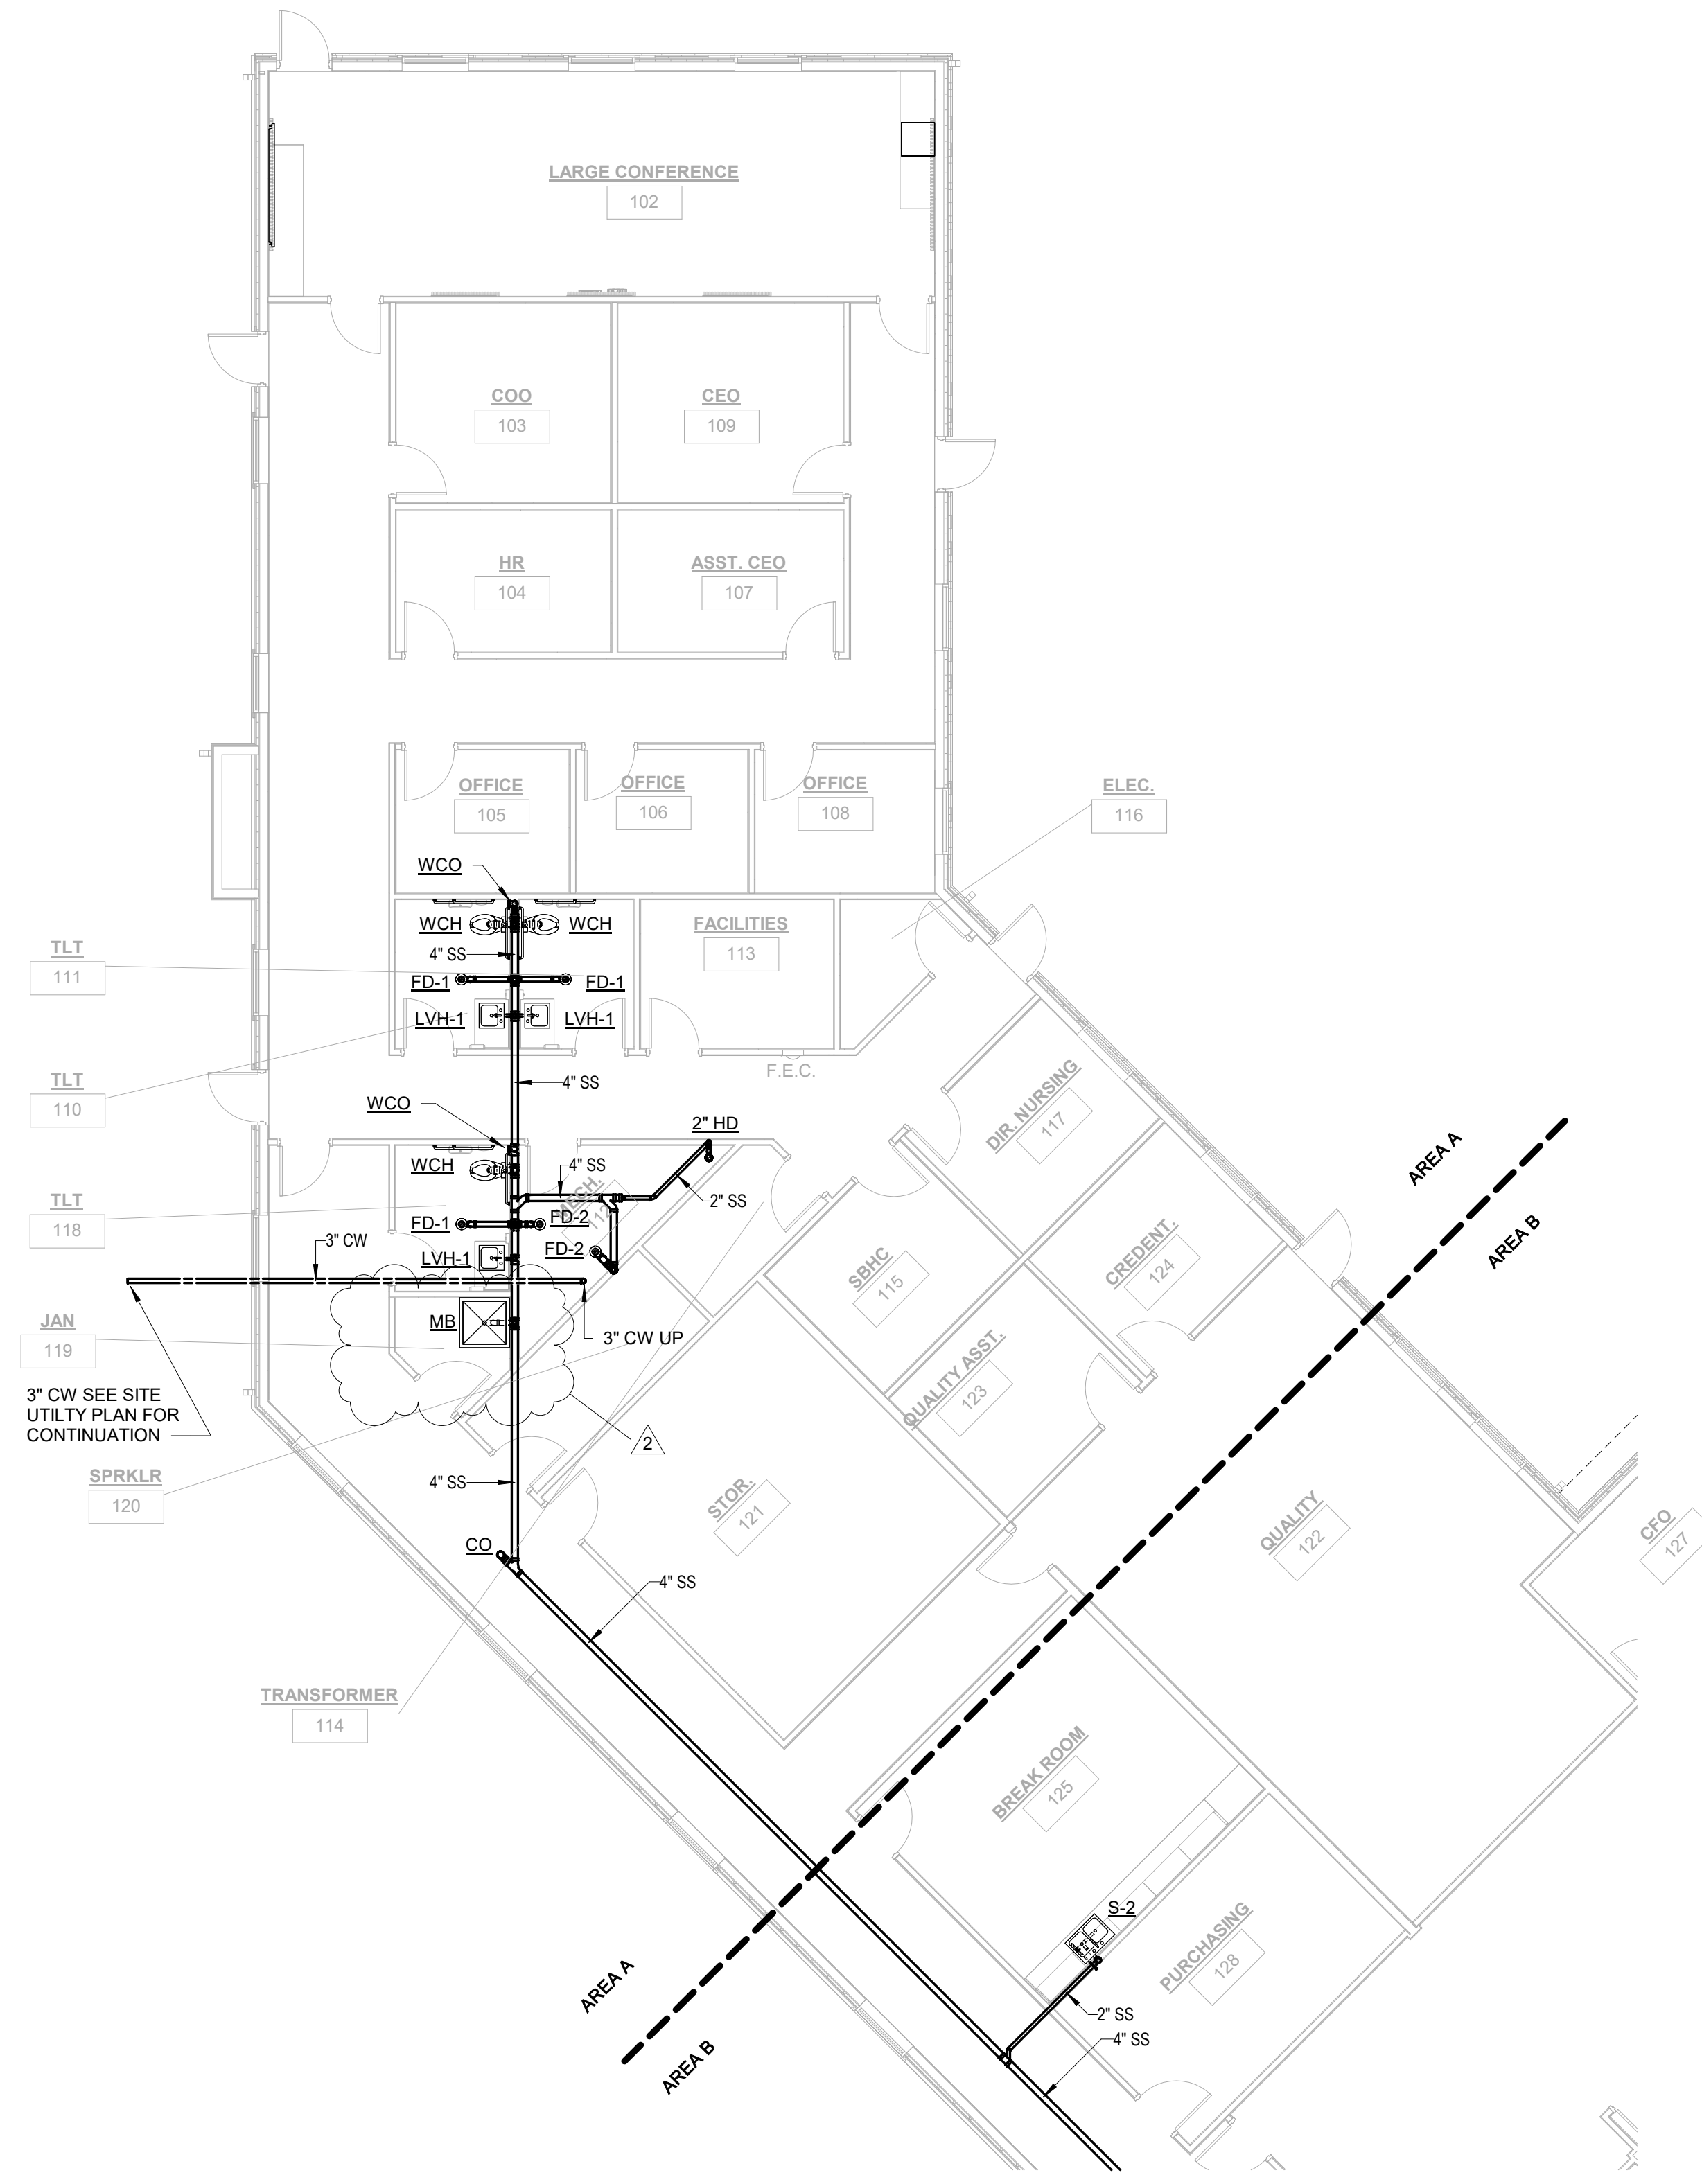 LARGE CONFERENCE
102
COO
103
CEO
109
HR
104
ASST. CEO
107
OFFICE
105
OFFICE
106
OFFICE
108
ELEC.
116
WCO
WCH
WCH
FACILITIES
113
4" SS
TLT
111
FD-1
FD-1
LVH-1
LVH-1
F.E.C.
TLT
110
4" SS
WCO
DIR. NURSING
117
2" HD
WCH
4" SS
2" SS
MECH.
112
AREA A
AREA B
TLT
118
FD-1
FD-2
FD-2
3" CW
LVH-1
SBHC
115
CREDENT.
124
JAN
119
MB
3" CW UP
3" CW SEE SITE
UTILTY PLAN FOR
CONTINUATION
QUALITY ASST.
123
2
SPRKLR
120
4" SS
STOR.
121
QUALITY
122
CFO
127
CO
4" SS
TRANSFORMER
114
BREAK ROOM
125
S-2
PURCHASING
128
AREA A
AREA B
2" SS
4" SS